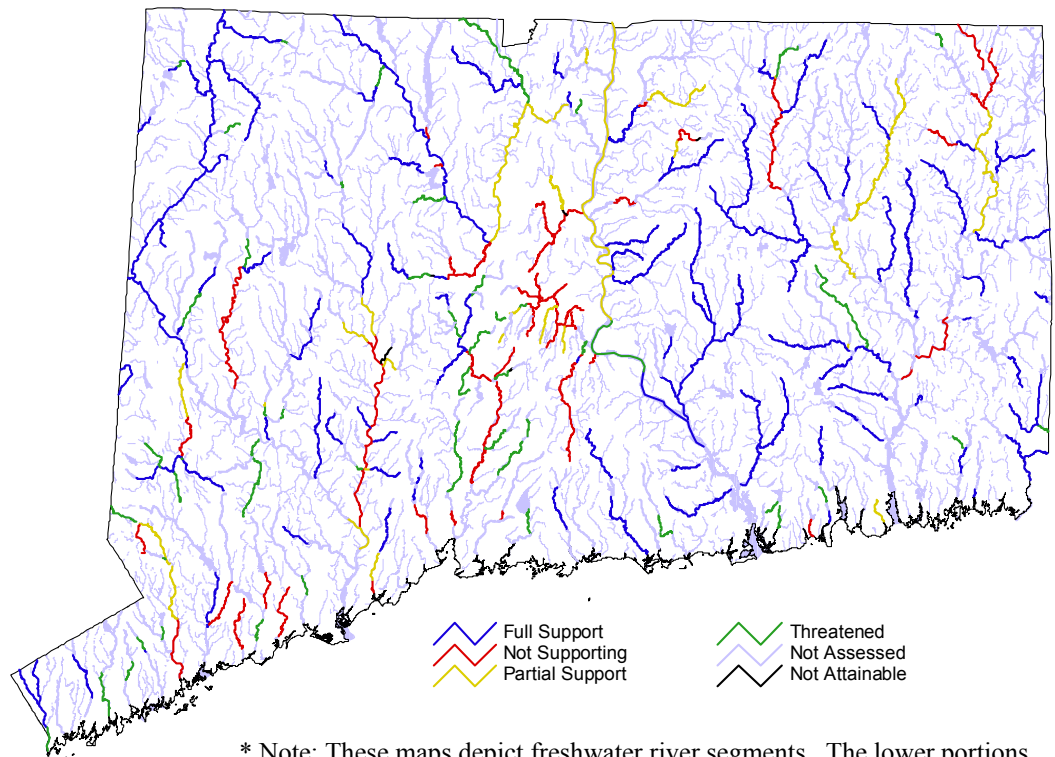 Full Support
Not Supporting
Partial Support
Threatened
Not Assessed
Not Attainable
* Note: These maps depict freshwater river segments. The lower portions